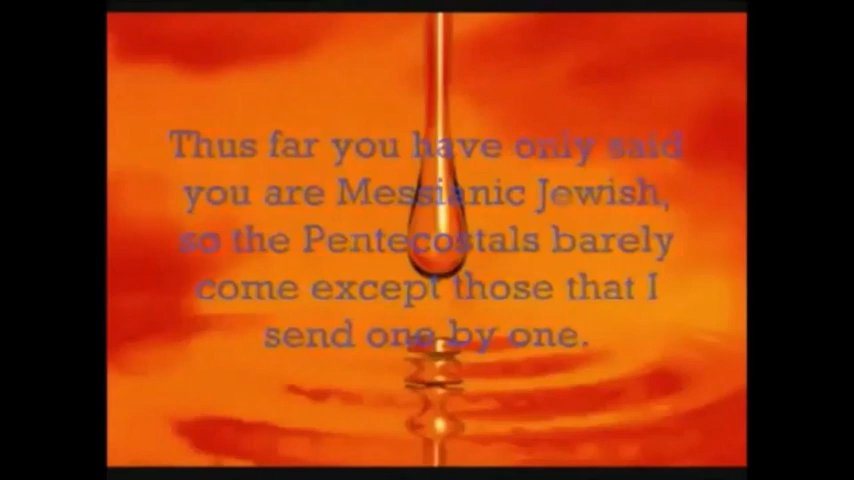 Thus far you have only said
you are Messianic Jewish,
so the Pentecostals barely
come except those that I
send one by one.